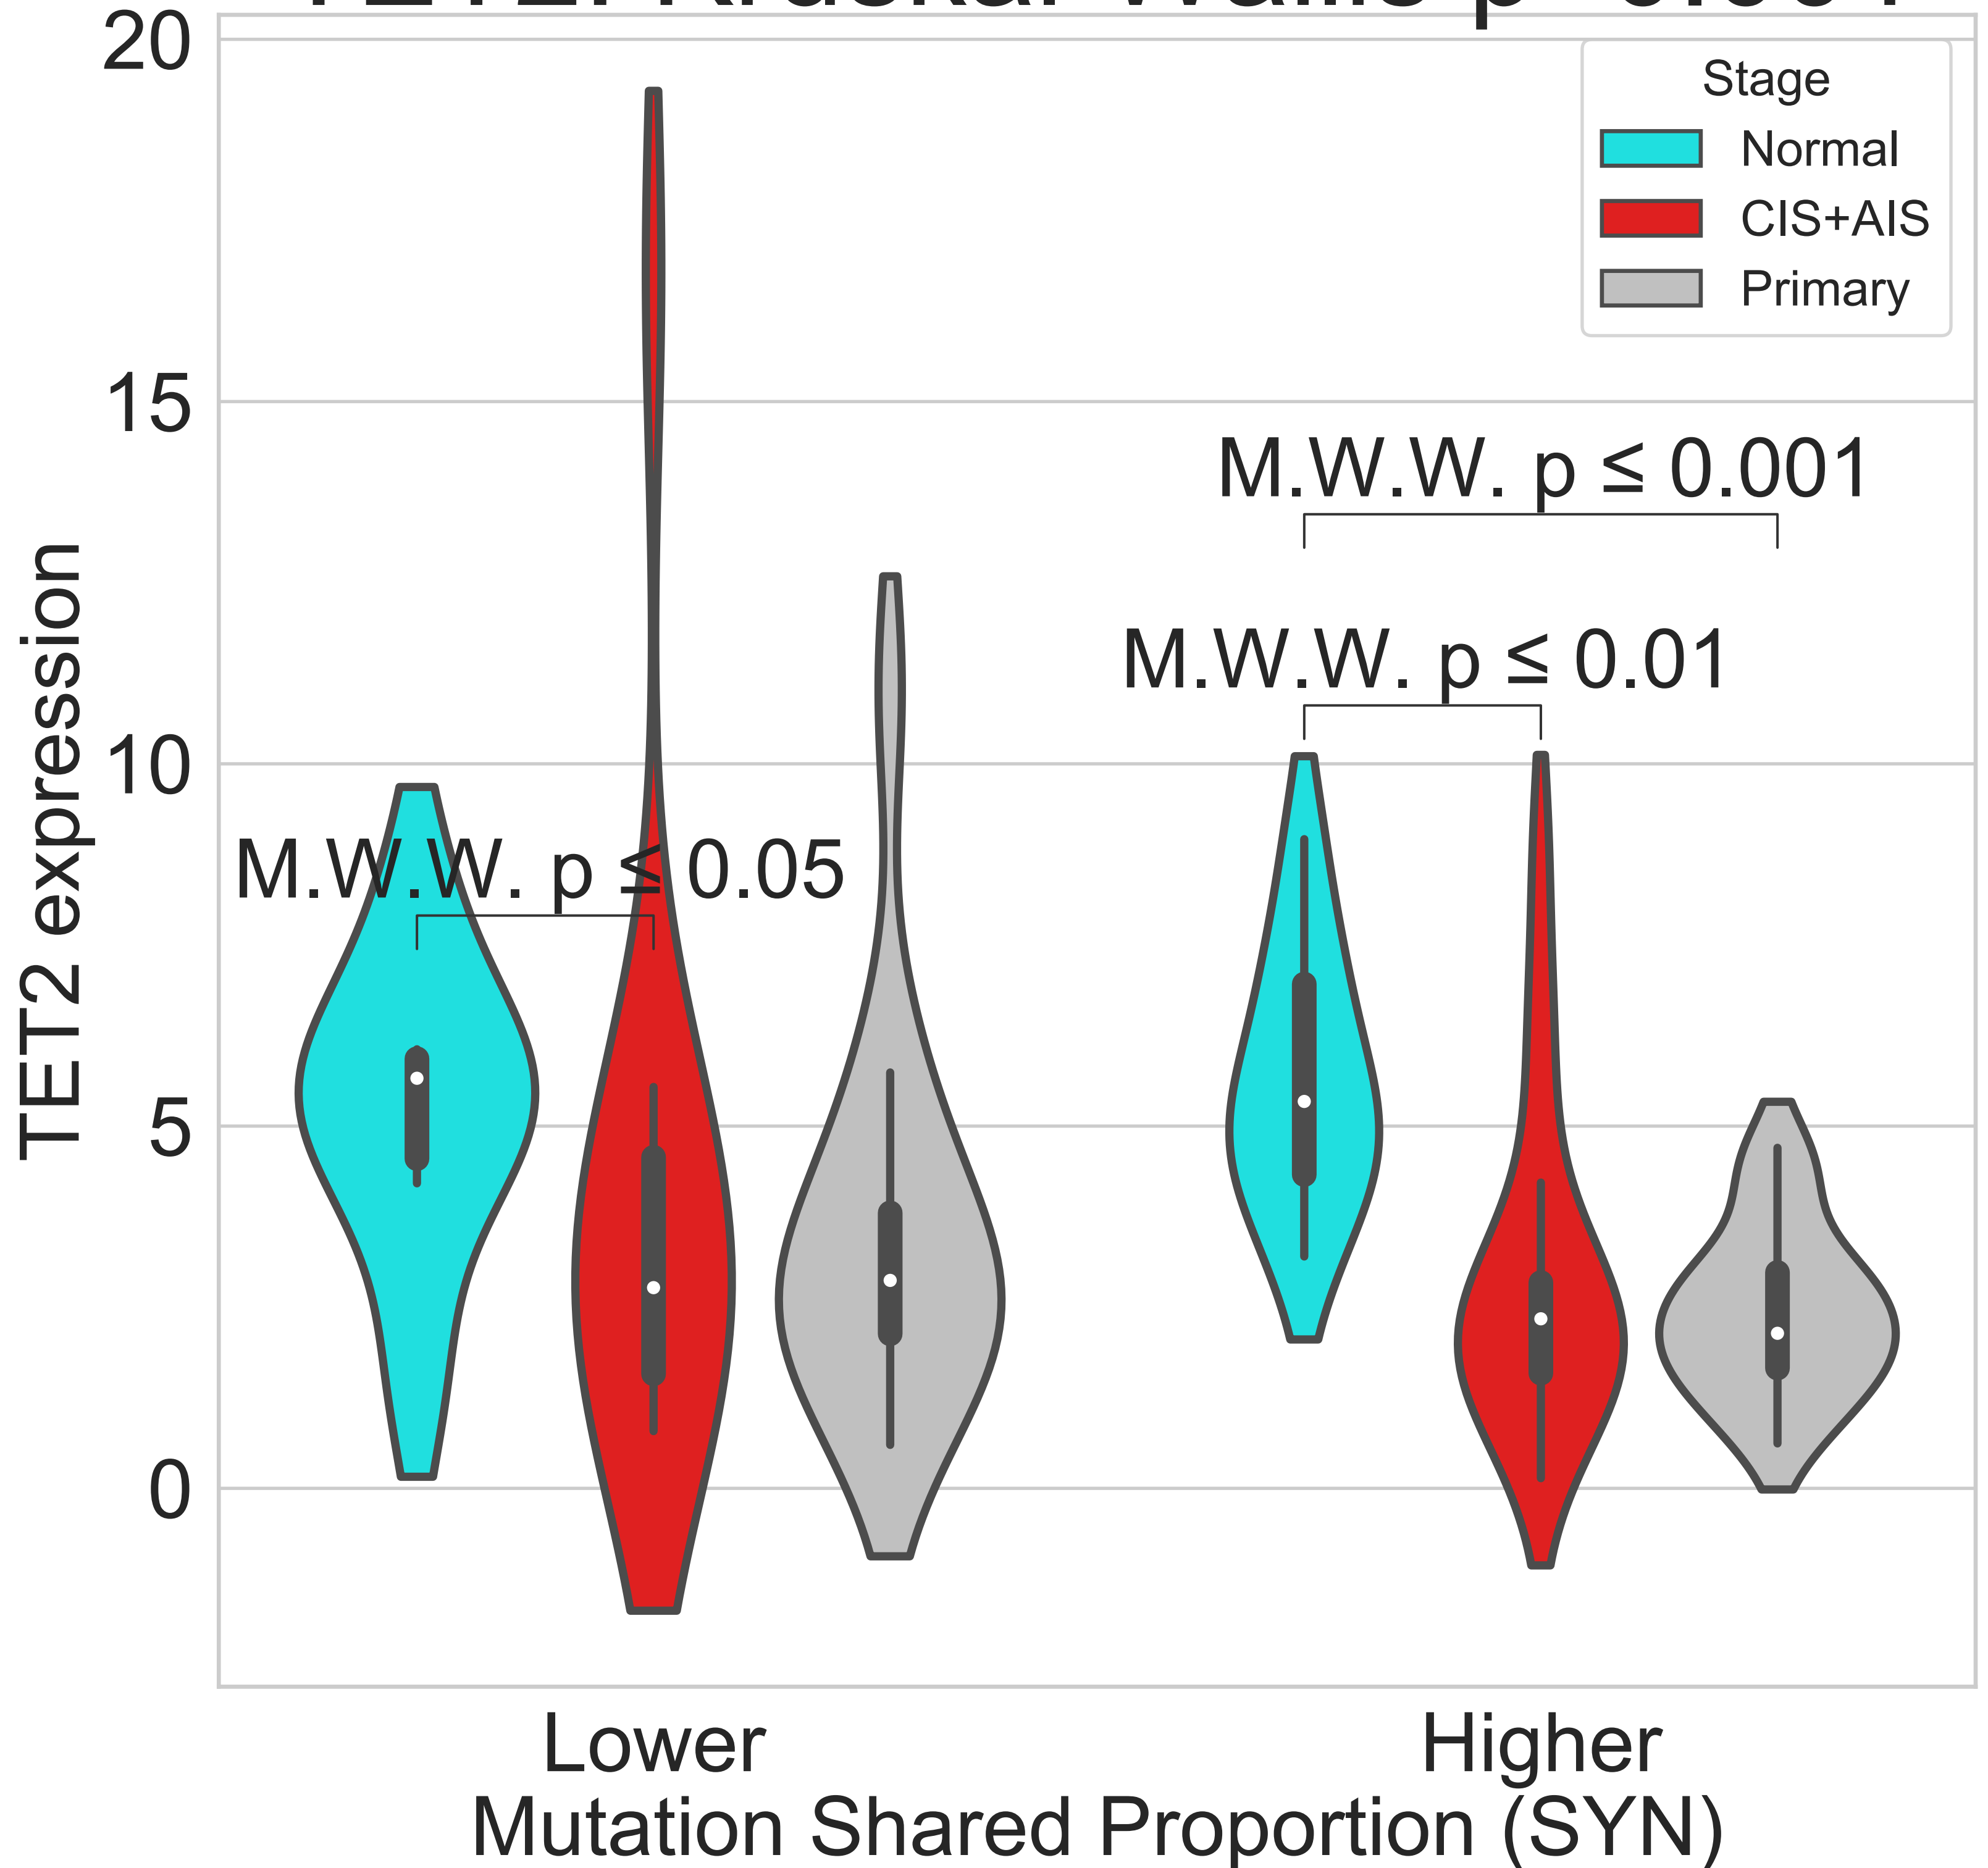 20
Stage
Normal
CIS+AIS
Primary
15
M.W.W. p ≤ 0.001
M.W.W. p ≤ 0.01
10
M.W.W. p ≤ 0.05
TET2 expression
5
0
Lower
Higher
Mutation Shared Proportion (SYN)